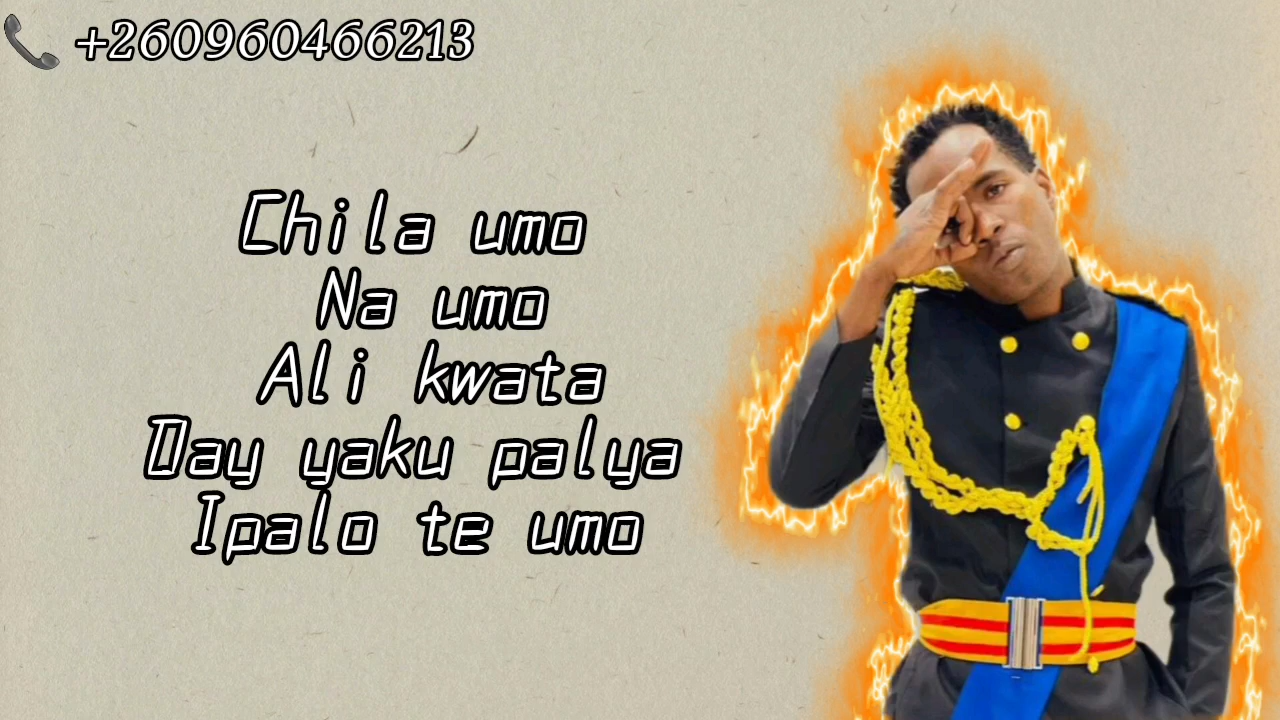 +260960466213
Chila umo
Na umo
Ali kwata
Day yaku palya
Ipalo te umo